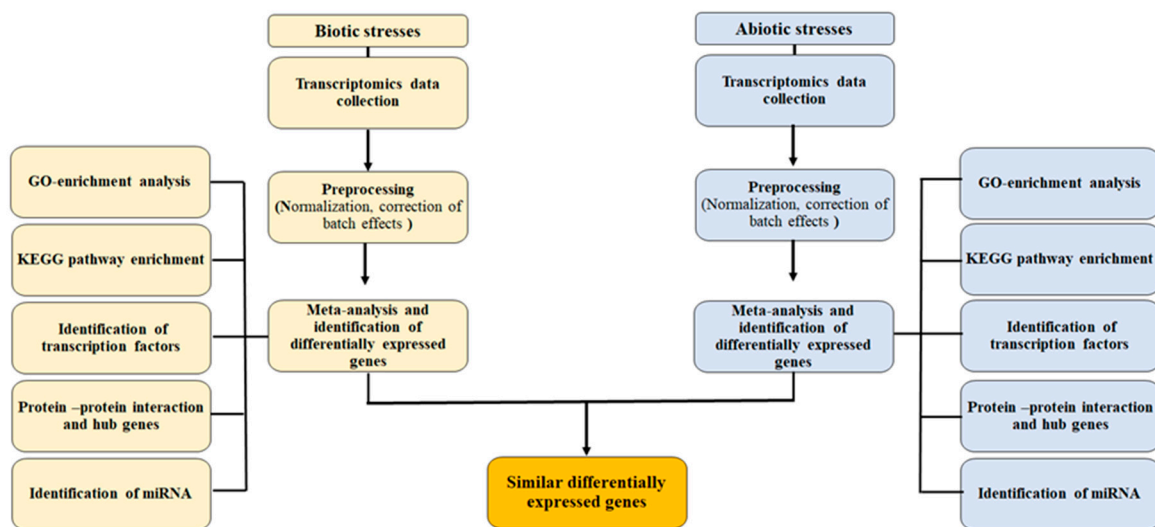 Biotic stresses
Transcriptomics data
collection
Preprocessing
(Normalization, correction of
batch effects )
Meta-analysis and
identification of
differentially expressed
genes
GO-enrichment analysis
KEGG pathway enrichment
Identification of
transcription factors
Protein –protein interaction
and hub genes
Identification of miRNA
Abiotic stresses
Transcriptomics data
collection
Preprocessing
(Normalization, correction of
batch effects )
Meta-analysis and
identification of
differentially expressed
genes
GO-enrichment analysis
KEGG pathway enrichment
Identification of
transcription factors
Protein –protein interaction
and hub genes
Identification of miRNA
Similar differentially
expressed genes